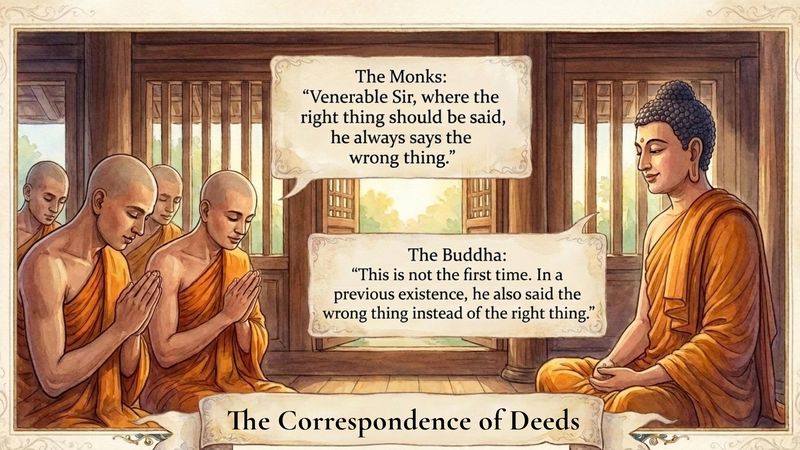 The Monks:
“Venerable Sir, where the
right thing should be said,
he always says the
wrong thing.”
The Buddha:
“This is not the first time. In a
previous existence, he also said the
wrong thing instead of the right thing.”
The Correspondence of Deeds